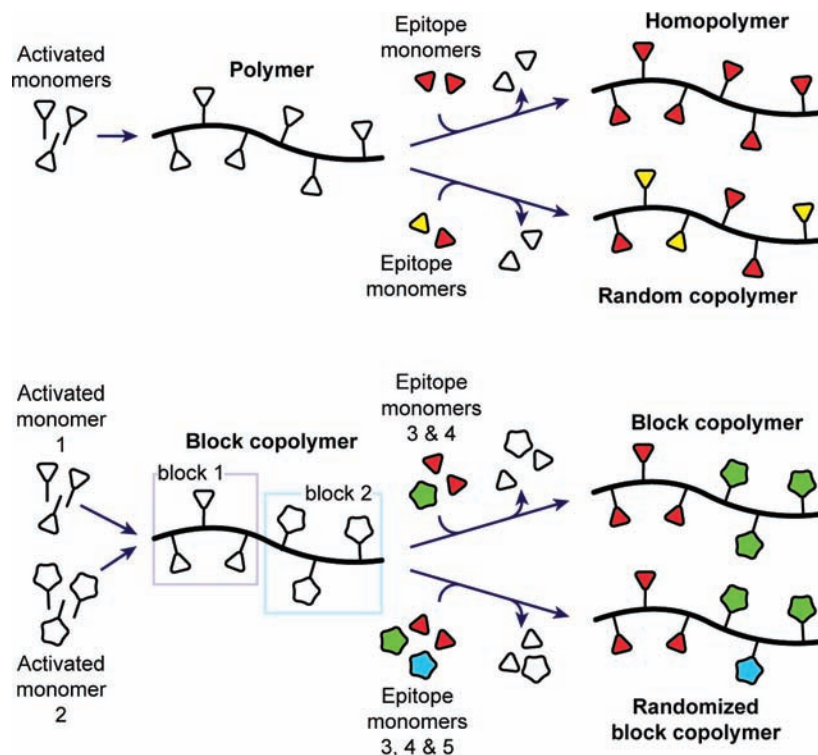 Activated
monomers
Polymer
Epitope
monomers
Homopolymer
Epitope
monomers
Random copolymer
Activated
monomer
1
Block copolymer
block 1
block 2
Activated
monomer
2
Epitope
monomers
3 & 4
Block copolymer
Epitope
monomers
3, 4 & 5
Randomized
block copolymer